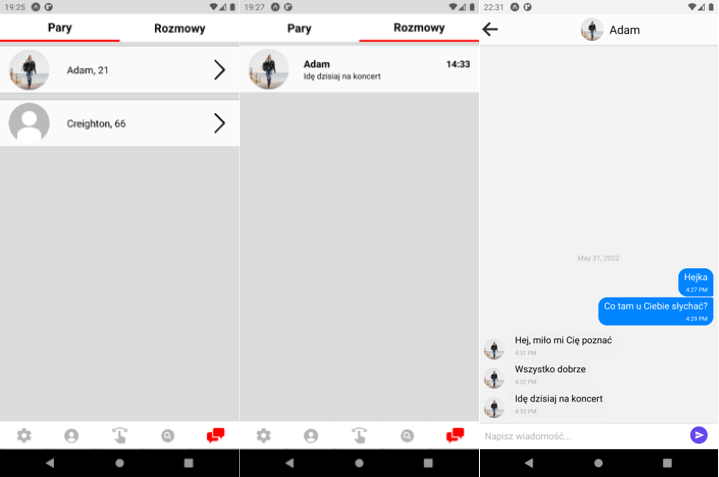 19:25
Pary Rozmowy
Adam, 21
Creighton, 66
19:27
Pary Rozmowy
Adam 14:33
Idę dzisiaj na koncert
22:31
Adam
May 31, 2022
Hejka
4:27 PM
Co tam u Ciebie słychać?
4:29 PM
Hej, miło mi Cię poznać
4:31 PM
Wszystko dobrze
4:32 PM
Idę dzisiaj na koncert
4:33 PM
Napisz wiadomość...